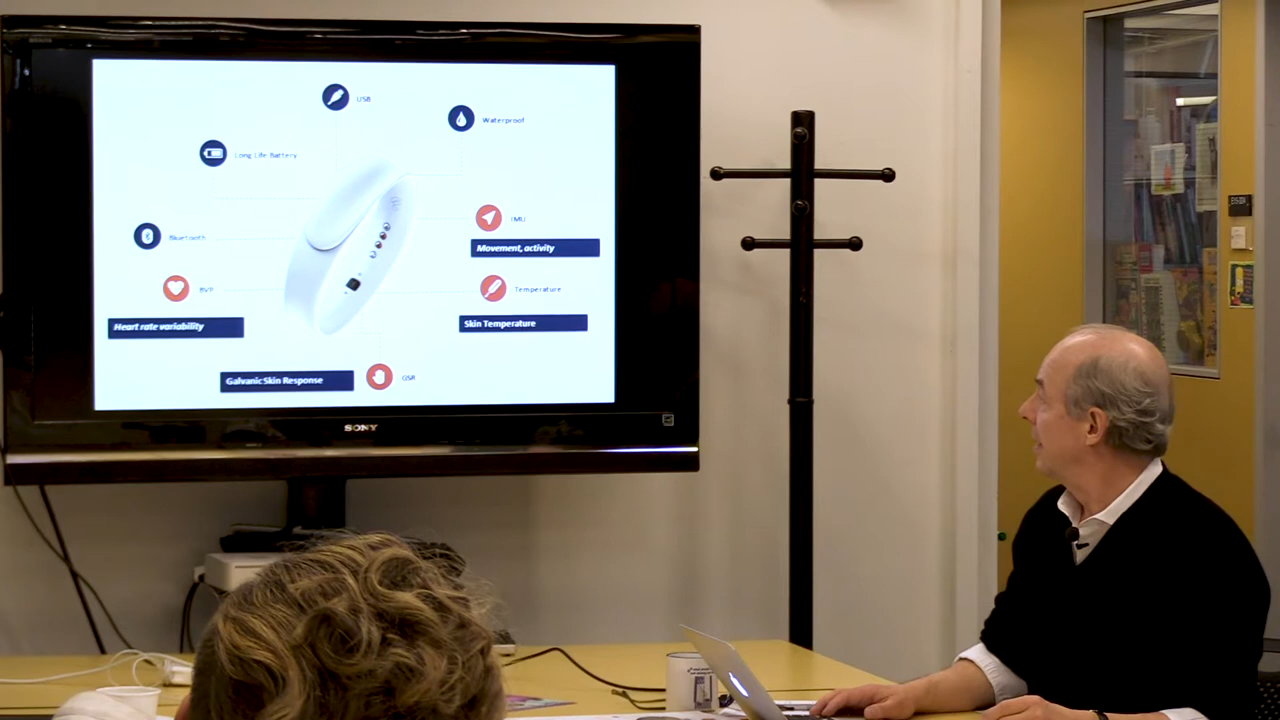 USB
Waterproof
Long Life Battery
IMU
Movement, activity
Bluetooth
BVP
Temperature
Heart rate variability
Skin Temperature
Galvanic Skin Response
GSR
SONY